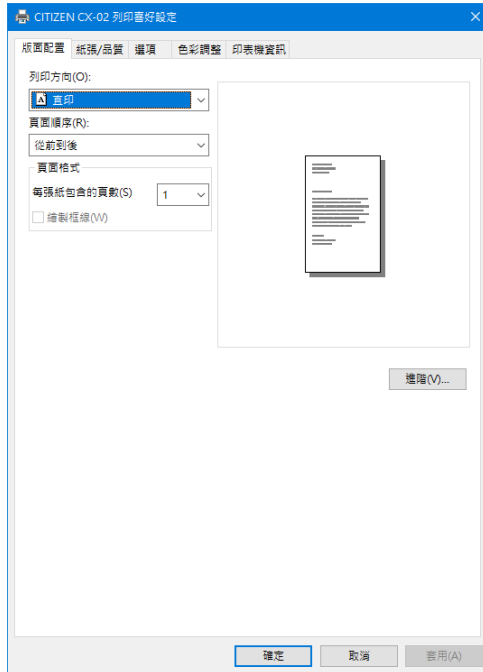 CITIZEN CX-02 列印喜好設定
版面配置 紙張/品質 選項 色彩調整 印表機資訊
列印方向(O):
A 直印
頁面順序(R):
從前到後
頁面格式
每張紙包含的頁數(S) 1
繪製框線(W)
進階(V)...
確定 取消 套用(A)